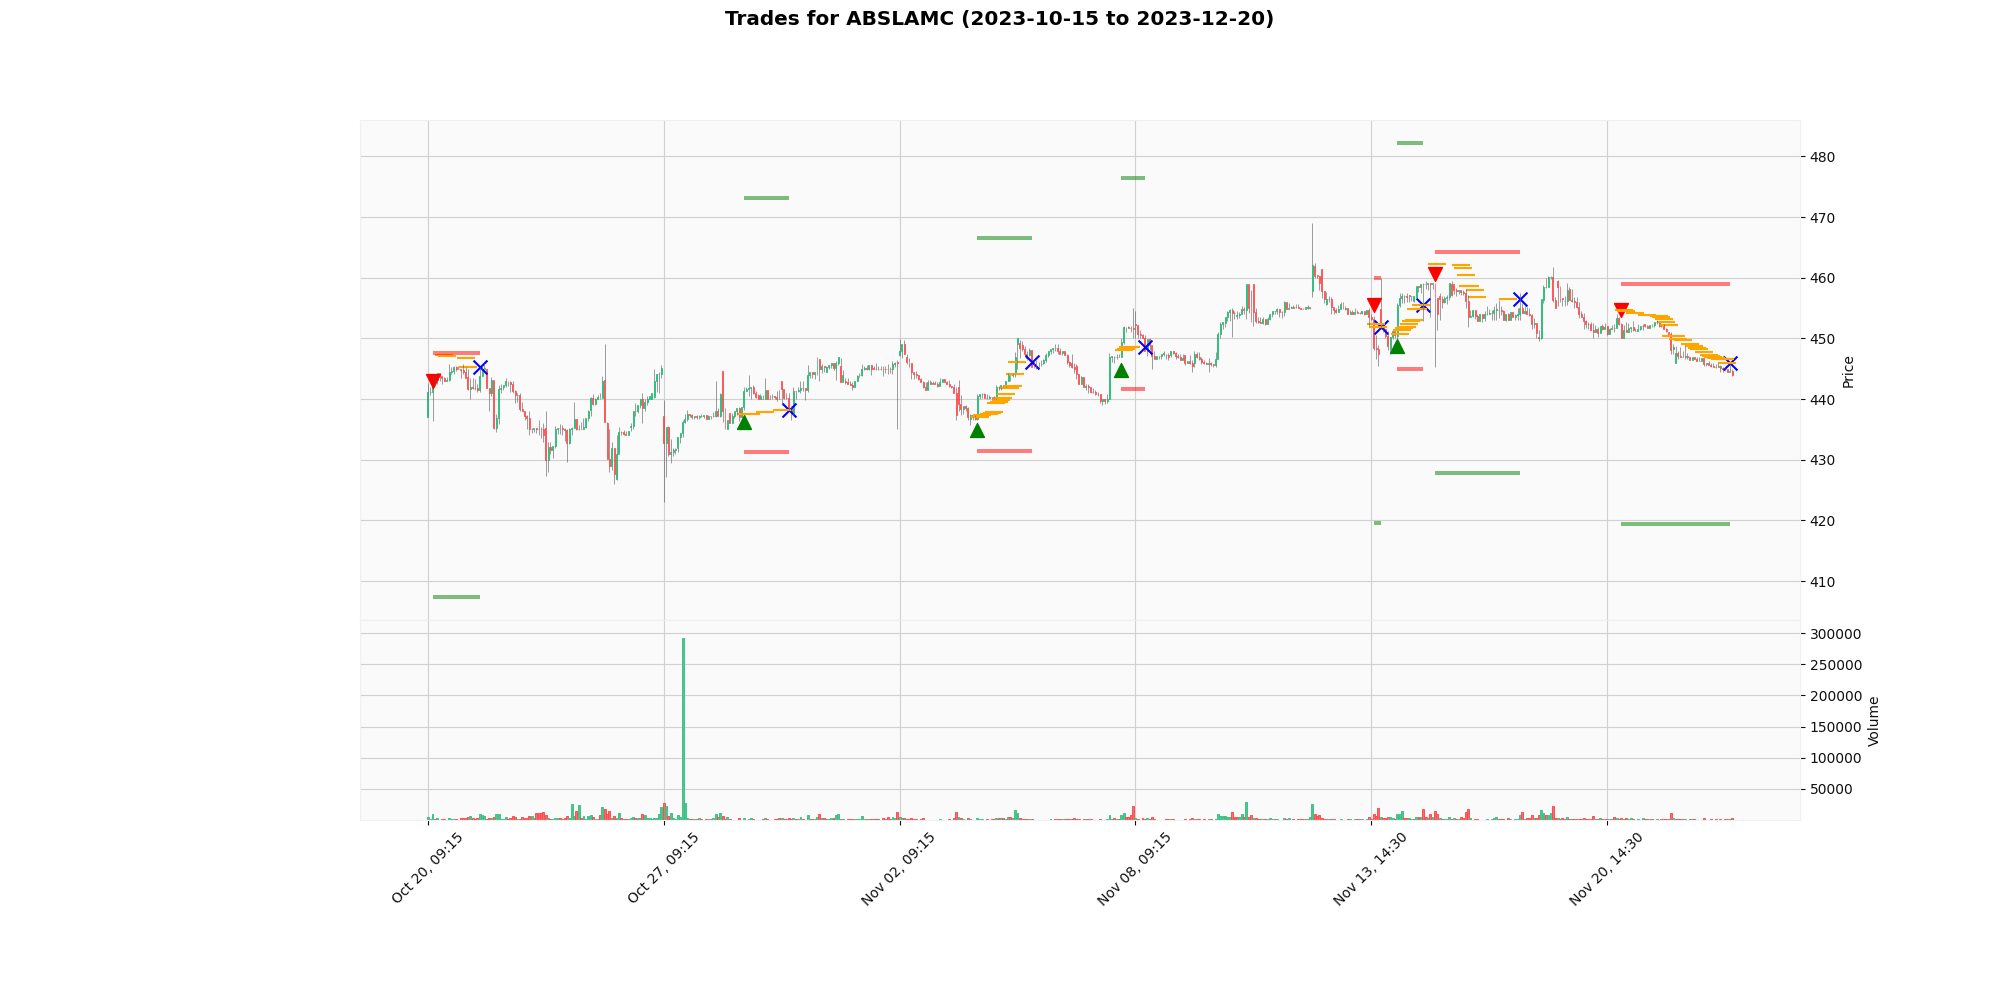 Trades for ABSLAMC (2023-10-15 to 2023-12-20)
480
470
460
450
440
430
420
410
Price
300000
250000
200000
150000
100000
50000
Volume
Oct 20, 09:15
Oct 27, 09:15
Nov 02, 09:15
Nov 08, 09:15
Nov 13, 14:30
Nov 20, 14:30